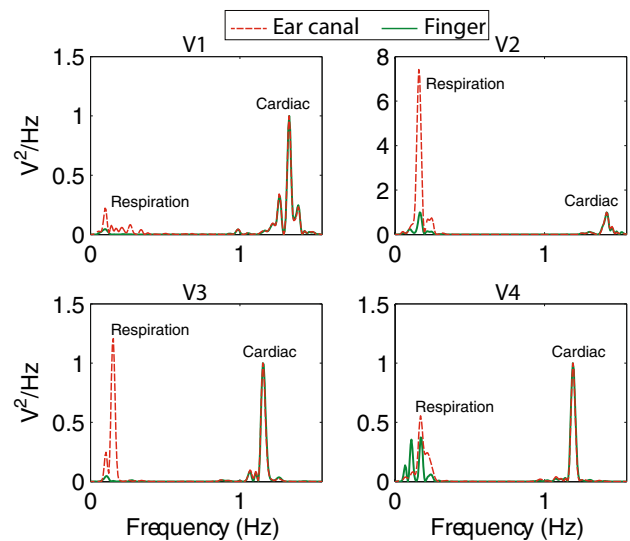 Ear canal Finger
V1 V2
1.5 8
Cardiac
6 Respiration
1
V²/Hz 4
0.5
Respiration 2 Cardiac
0 0
0 1 0 1
V3 V4
1.5 1.5
Respiration
Cardiac Cardiac
1 1
V²/Hz
0.5 0.5
Respiration
0 0
0 1 0 1
Frequency (Hz) Frequency (Hz)